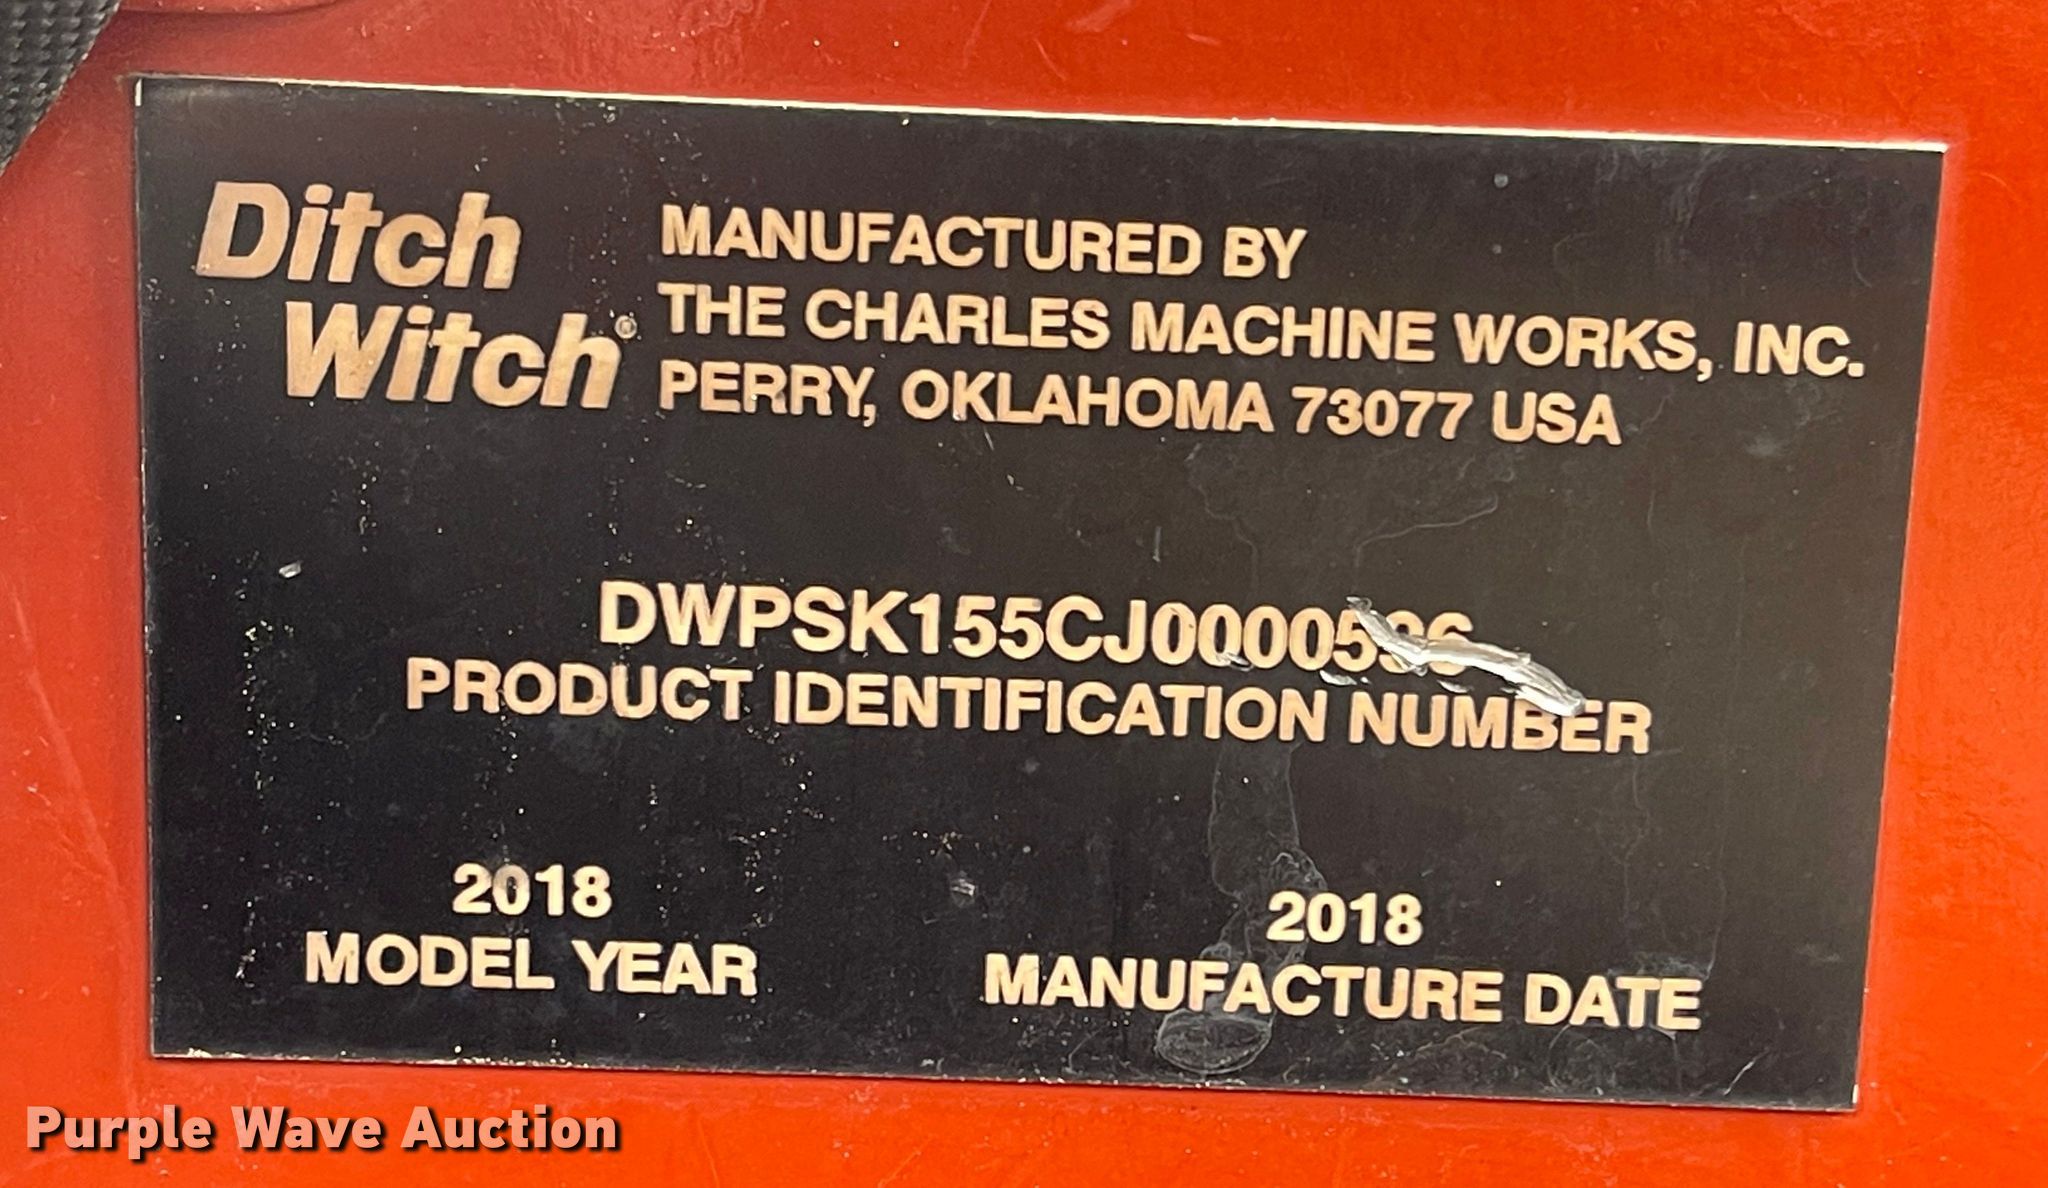 Ditch
Witch®
MANUFACTURED BY
THE CHARLES MACHINE WORKS, INC.
PERRY, OKLAHOMA 73077 USA
PRODUCT IDENTIFICATION NUMBER
2018
MODEL YEAR
2018
MANUFACTURE DATE
Purple Wave Auction